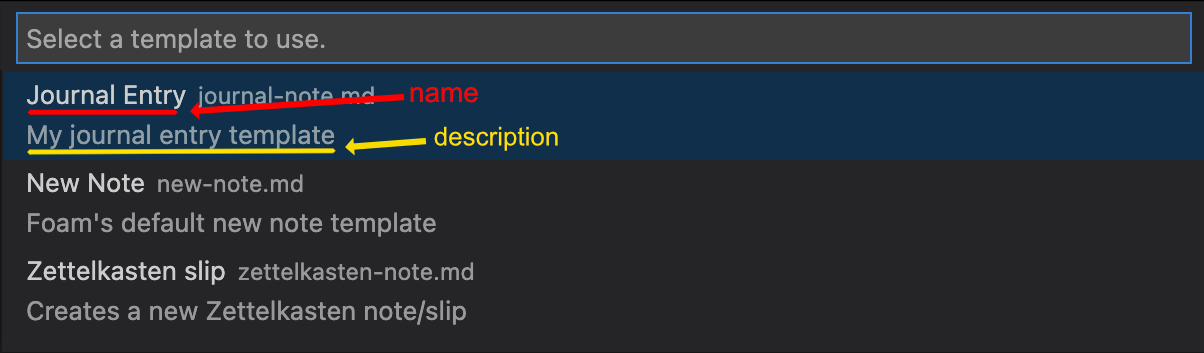 Select a template to use.
Journal Entry journal-note.md name
My journal entry template description
New Note new-note.md
Foam's default new note template
Zettelkasten slip zettelkasten-note.md
Creates a new Zettelkasten note/slip